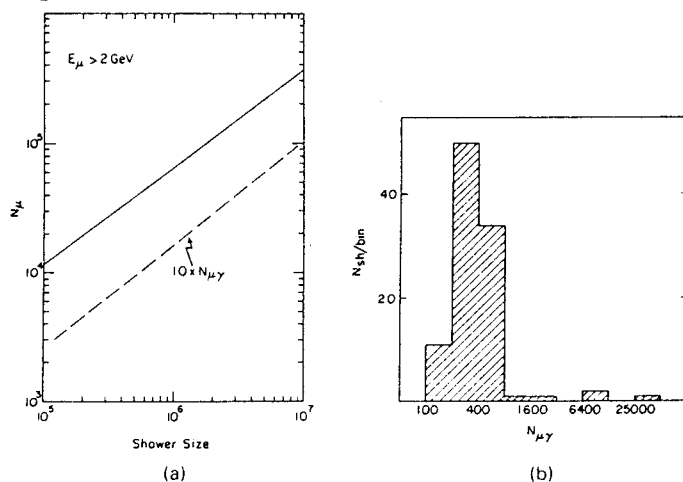 E_μ > 2 GeV
N_μ
10^5
10^4
10^3
10 x N_μγ
10^5
10^6
10^7
Shower Size
(a)
N_sh/bin
40
20
100
400
1600
6400
25000
N_μγ
(b)